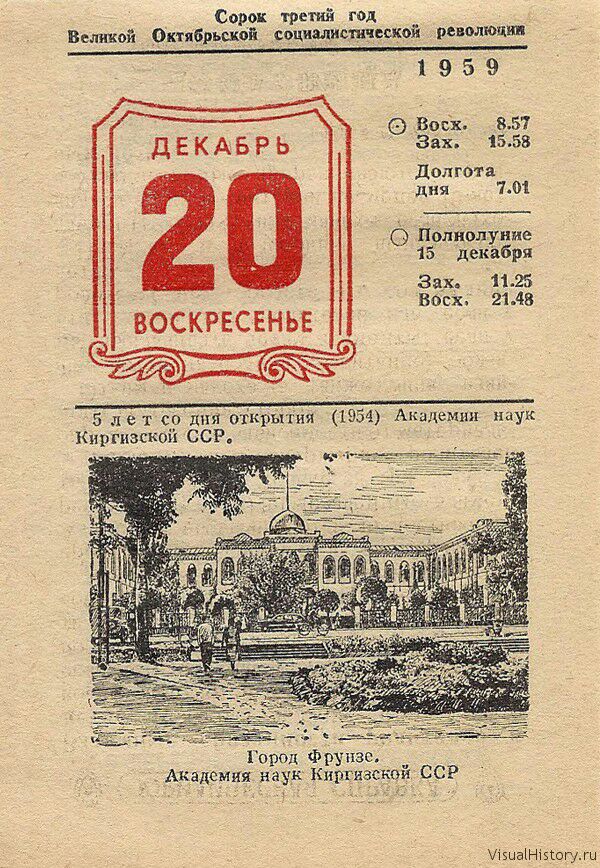 Сорок третий год
Великой Октябрьской социалистической революции
1959
ДЕКАБРЬ
20
ВОСКРЕСЕНЬЕ
Восх. 8.57
Зах. 15.58
Долгота
дня 7.01
Полнолуние
15 декабря
Зах. 11.25
Восх. 21.48
5 лет со дня открытия (1954) Академии наук
Киргизской ССР.
Город Фрунзе.
Академия наук Киргизской ССР
VisualHistory.ru